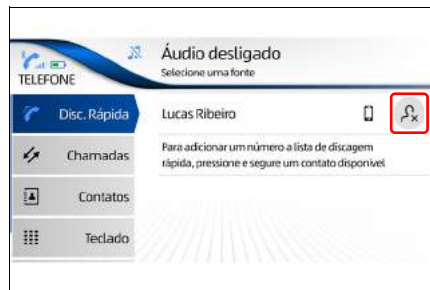 Áudio desligado
Selecione uma fonte
TELEFONE
Disc. Rápida
Lucas Ribeiro
Chamadas
Para adicionar um número a lista de discagem
rápida, pressione e segure um contato disponível
Contatos
Teclado